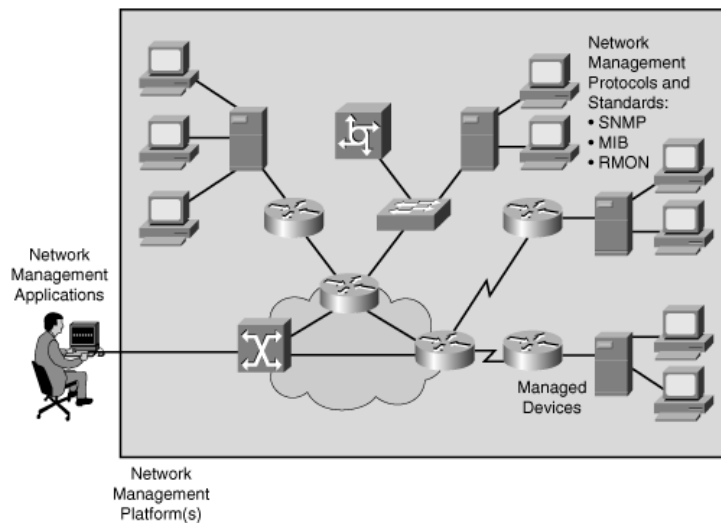 Network
Management
Protocols and
Standards:
• SNMP
• MIB
• RMON
Network
Management
Applications
Managed
Devices
Network
Management
Platform(s)